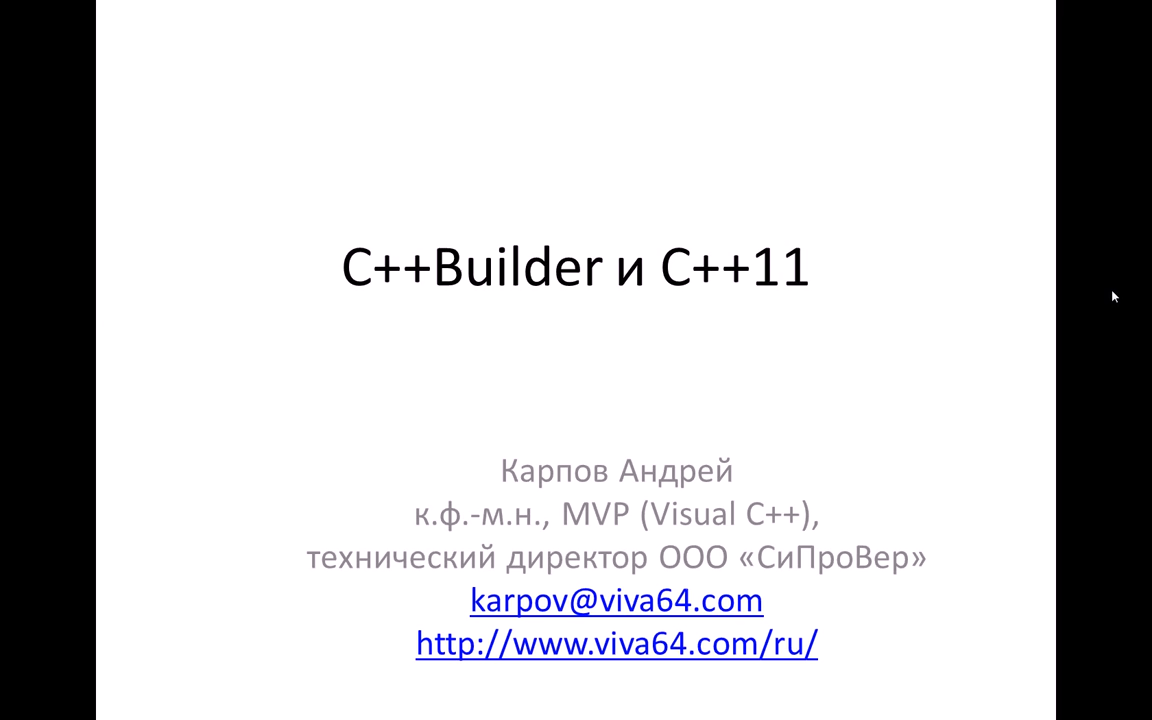 C++Builder и C++11
Карпов Андрей
к.ф.-м.н., MVP (Visual C++),
технический директор ООО «СиПроВер»
karpov@viva64.com
http://www.viva64.com/ru/